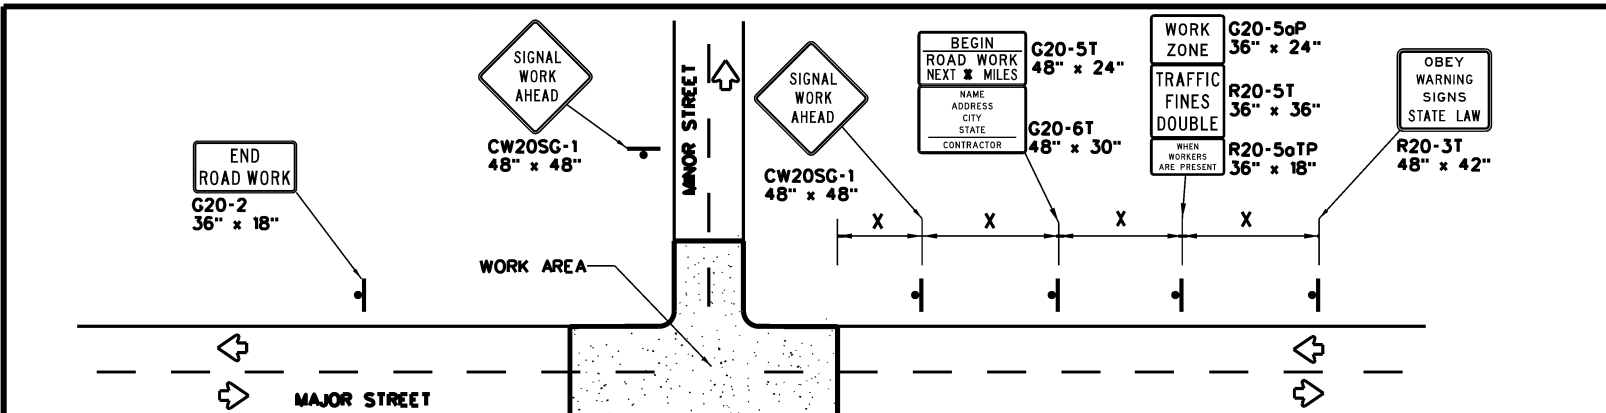 END
ROAD WORK
G20-2
36" x 18"
SIGNAL
WORK
AHEAD
CW20SG-1
48" x 48"
WORK AREA
MINOR STREET
MAJOR STREET
SIGNAL
WORK
AHEAD
CW20SG-1
48" x 48"
BEGIN
ROAD WORK
NEXT X MILES
NAME
ADDRESS
CITY
STATE
CONTRACTOR
G20-5T
48" x 24"
G20-6T
48" x 30"
WORK
ZONE
TRAFFIC
FINES
DOUBLE
WHEN
WORKERS
ARE PRESENT
G20-5aP
36" x 24"
R20-5T
36" x 36"
R20-5aTP
36" x 18"
OBEY
WARNING
SIGNS
STATE LAW
R20-3T
48" x 42"
X
X
X
X